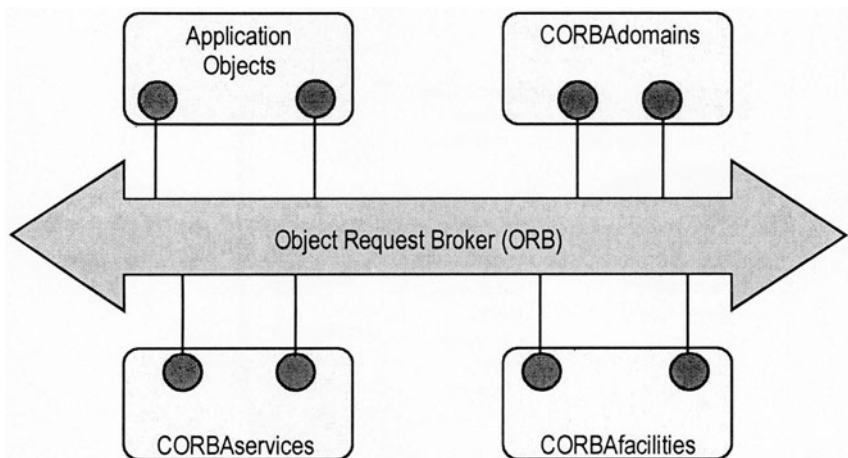 Application
Objects
CORBAdomains
Object Request Broker (ORB)
CORBAservices
CORBAfacilities